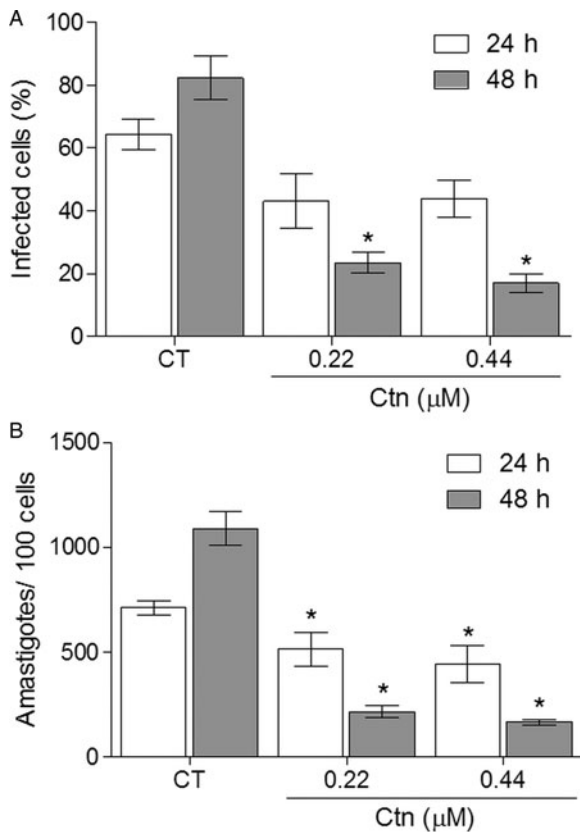 A
Infected cells (%)
100
80
60
40
20
0
24 h
48 h
*
*
CT
0.22
0.44
Ctn (μM)
B
Amastigotes/ 100 cells
1500
1000
500
0
24 h
48 h
*
*
*
*
CT
0.22
0.44
Ctn (μM)